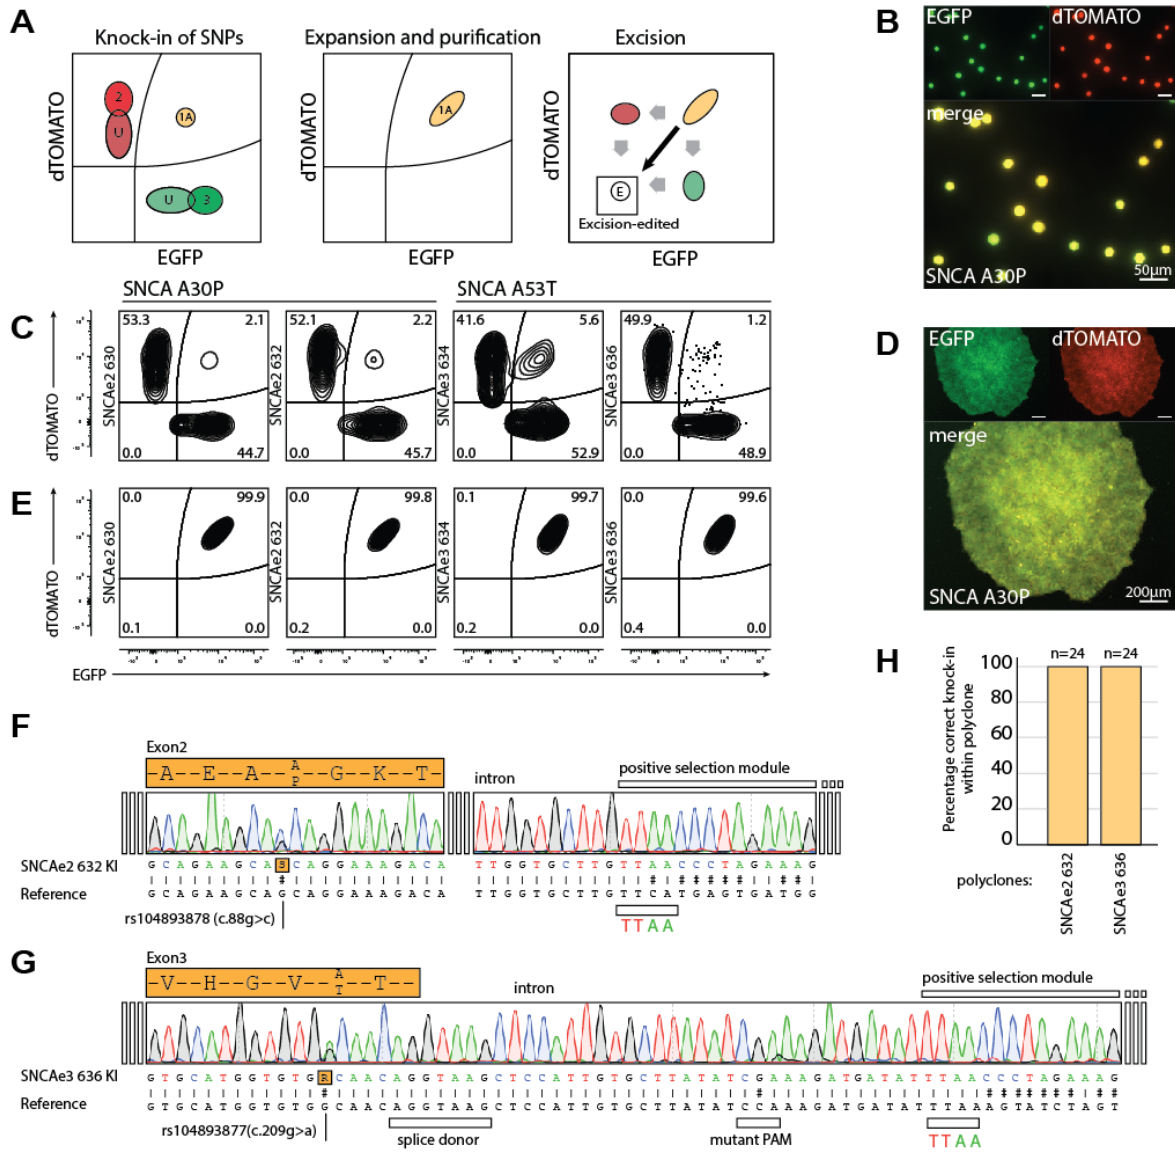 A
Knock-in of SNPs
Expansion and purification
Excision
dTOMATO
2
U
1A
U
3
EGFP
dTOMATO
1A
EGFP
dTOMATO
E
Excision-edited
EGFP
B
EGFP
dTOMATO
merge
SNCA A30P
50µm
SNCA A30P
SNCA A53T
C
dTOMATO
SNCAe2 630
53.3
2.1
0.0
44.7
SNCAe2 632
52.1
2.2
0.0
45.7
SNCAe3 634
41.6
5.6
0.0
52.9
SNCAe3 636
49.9
1.2
0.0
48.9
D
EGFP
dTOMATO
merge
SNCA A30P
200µm
E
dTOMATO
SNCAe2 630
0.0
99.9
0.1
0.0
SNCAe2 632
0.0
99.8
0.2
0.0
SNCAe3 634
0.1
99.7
0.2
0.0
SNCAe3 636
0.0
99.6
0.4
0.0
EGFP
H
n=24
n=24
Percentage correct knock-in
within polyclone
100
80
60
40
20
0
polyclones:
SNCAe2 632
SNCAe3 636
F
Exon2
-A--E--A--A/P--G--K--T-
intron
positive selection module
SNCAe2 632 KI
GCAGAAGCASCAGGAAAGACA
TTGGTGCTTGTTAACCCTAGAAAG
Reference
GCAGAAGCAGCAGGAAAGACA
TTGGTGCTTGTTCATGAGTGATGG
rs104893878 (c.88g>c)
TTAA
G
Exon3
-V--H--G--V--A/T--T--
intron
positive selection module
SNCAe3 636 KI
GTGCATGGTGTGRCAACAGGTAAGCTCCATTGTGCTTATATCGAAAGATGATATTTAACCCTAGAAAG
Reference
GTGCATGGTGTGGCAACAGGTAAGCTCCATTGTGCTTATATCCAAAGATGATATTTAAAGTATCTAGT
rs104893877(c.209g>a)
splice donor
mutant PAM
TTAA